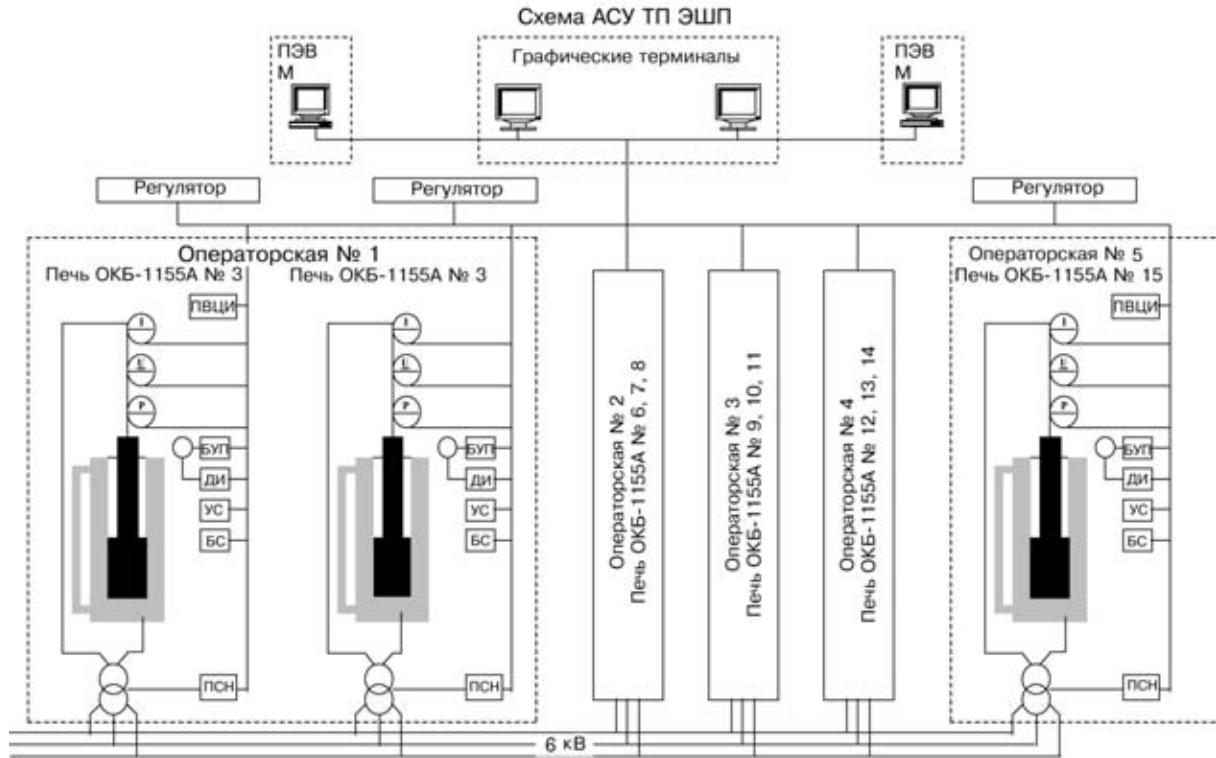 Схема АСУ ТП ЭШП
ПЭВ
М
Графические терминалы
ПЭВ
М
Регулятор
Регулятор
Регулятор
Операторская № 1
Печь ОКБ-1155А № 3
Печь ОКБ-1155А № 3
ПВЦИ
I
U
P
БУП
ДИ
УС
БС
ПСН
I
U
P
БУП
ДИ
УС
БС
ПСН
Операторская № 2
Печь ОКБ-1155А № 6, 7, 8
Операторская № 3
Печь ОКБ-1155А № 9, 10, 11
Операторская № 4
Печь ОКБ-1155А № 12, 13, 14
Операторская № 5
Печь ОКБ-1155А № 15
ПВЦИ
I
U
P
БУП
ДИ
УС
БС
ПСН
6 кВ